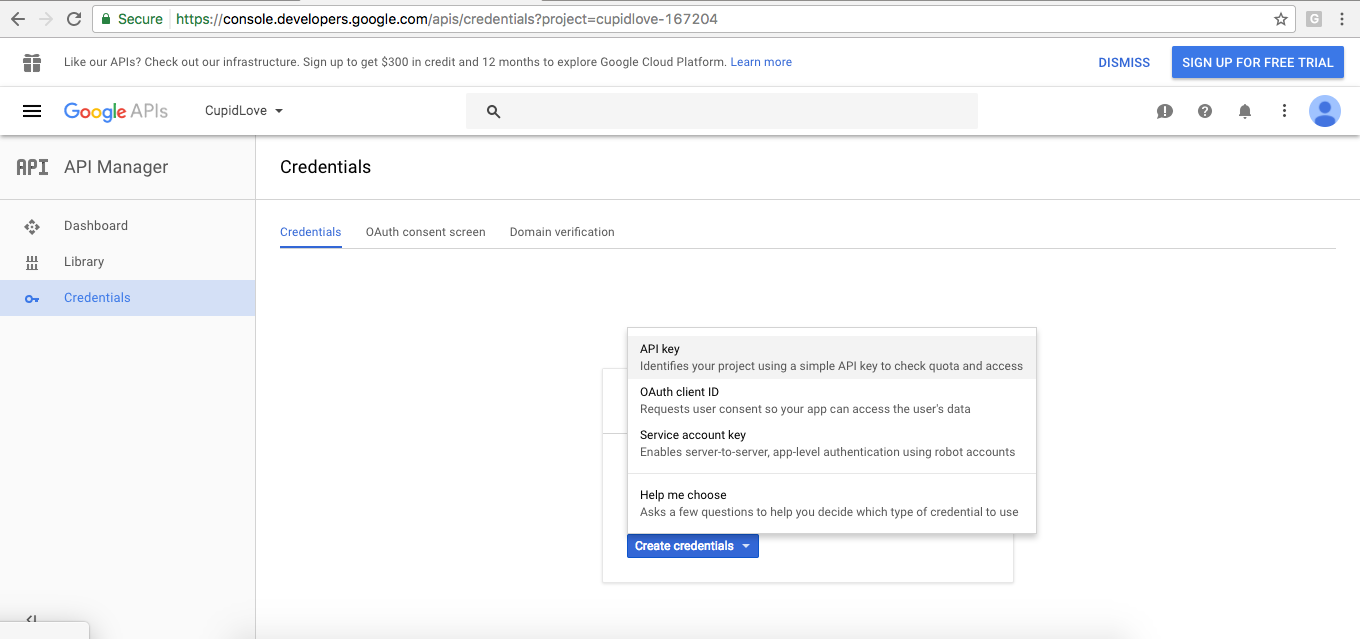 Secure https://console.developers.google.com/apis/credentials?project=cupidlove-167204
G
Like our APIs? Check out our infrastructure. Sign up to get $300 in credit and 12 months to explore Google Cloud Platform. Learn more
DISMISS
SIGN UP FOR FREE TRIAL
Google APIs
CupidLove
API API Manager
Credentials
Dashboard
Library
Credentials
Credentials OAuth consent screen Domain verification
API key
Identifies your project using a simple API key to check quota and access
OAuth client ID
Requests user consent so your app can access the user's data
Service account key
Enables server-to-server, app-level authentication using robot accounts
Help me choose
Asks a few questions to help you decide which type of credential to use
Create credentials